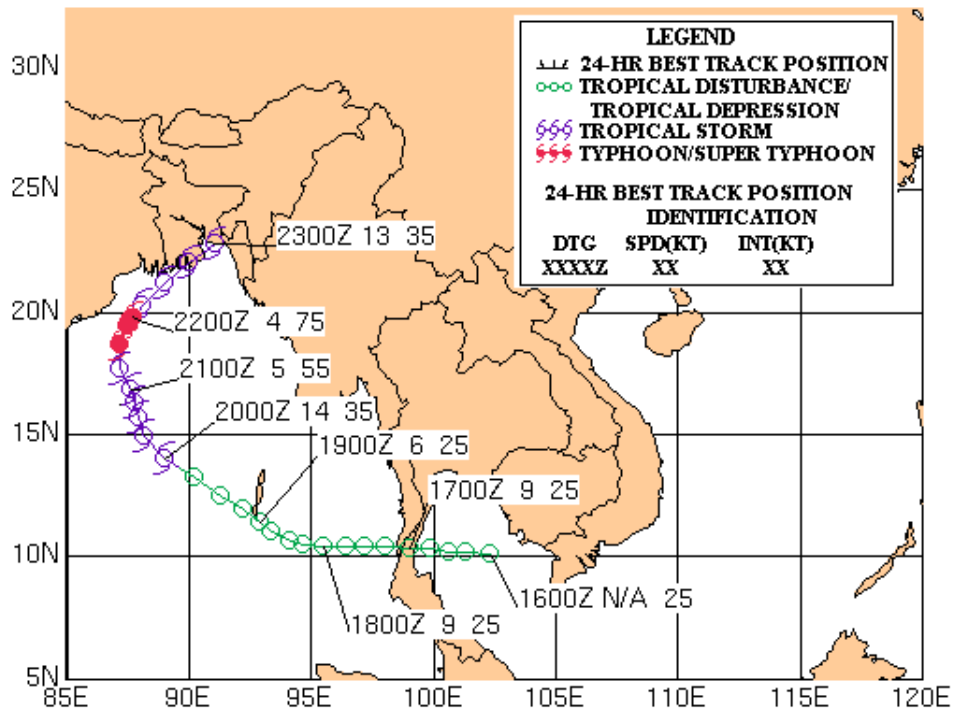 30N
25N
20N
15N
10N
5N
85E
90E
95E
100E
105E
110E
115E
120E
LEGEND
24-HR BEST TRACK POSITION
TROPICAL DISTURBANCE/
TROPICAL DEPRESSION
TROPICAL STORM
TYPHOON/SUPER TYPHOON
24-HR BEST TRACK POSITION
IDENTIFICATION
DTG SPD(KT) INT(KT)
XXXXZ XX XX
2300Z 13 35
2200Z 4 75
2100Z 5 55
2000Z 14 35
1900Z 6 25
1700Z 9 25
1600Z N/A 25
1800Z 9 25